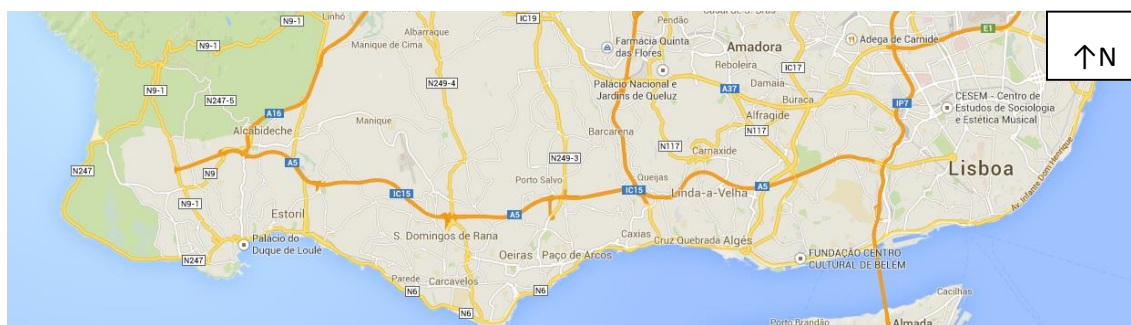 N9-1
Linhó
Albarraque
IC19
Pendão
Adega de Carnide
E1
N9-1
Manique de Cima
Farmácia Quinta
das Flores
Amadora
Reboleira
IC17
↑N
N9-1
N249-4
Palácio Nacional e
Jardins de Queluz
A37
Damaia
N247-5
Buraca
IP7
CESEM - Centro de
Estudos de Sociologia
e Estética Musical
A16
Alcabideche
Manique
Barcarena
Alfragide
N117
N117
Carnaxide
A5
N249-3
N247
N9
Porto Salvo
Queijas
Lisboa
IC15
IC15
Linda-a-Velha
A5
Av. Infante Dom Henrique
N9-1
Estoril
A5
S. Domingos de Rana
Caxias
Cruz Quebrada
Algés
Palácio do
Duque de Loulé
Oeiras
Paço de Arcos
FUNDAÇÃO CENTRO
CULTURAL DE BELÉM
N247
Parede
Carcavelos
N6
N6
N6
Cacilhas
Porto Brandão
Almada